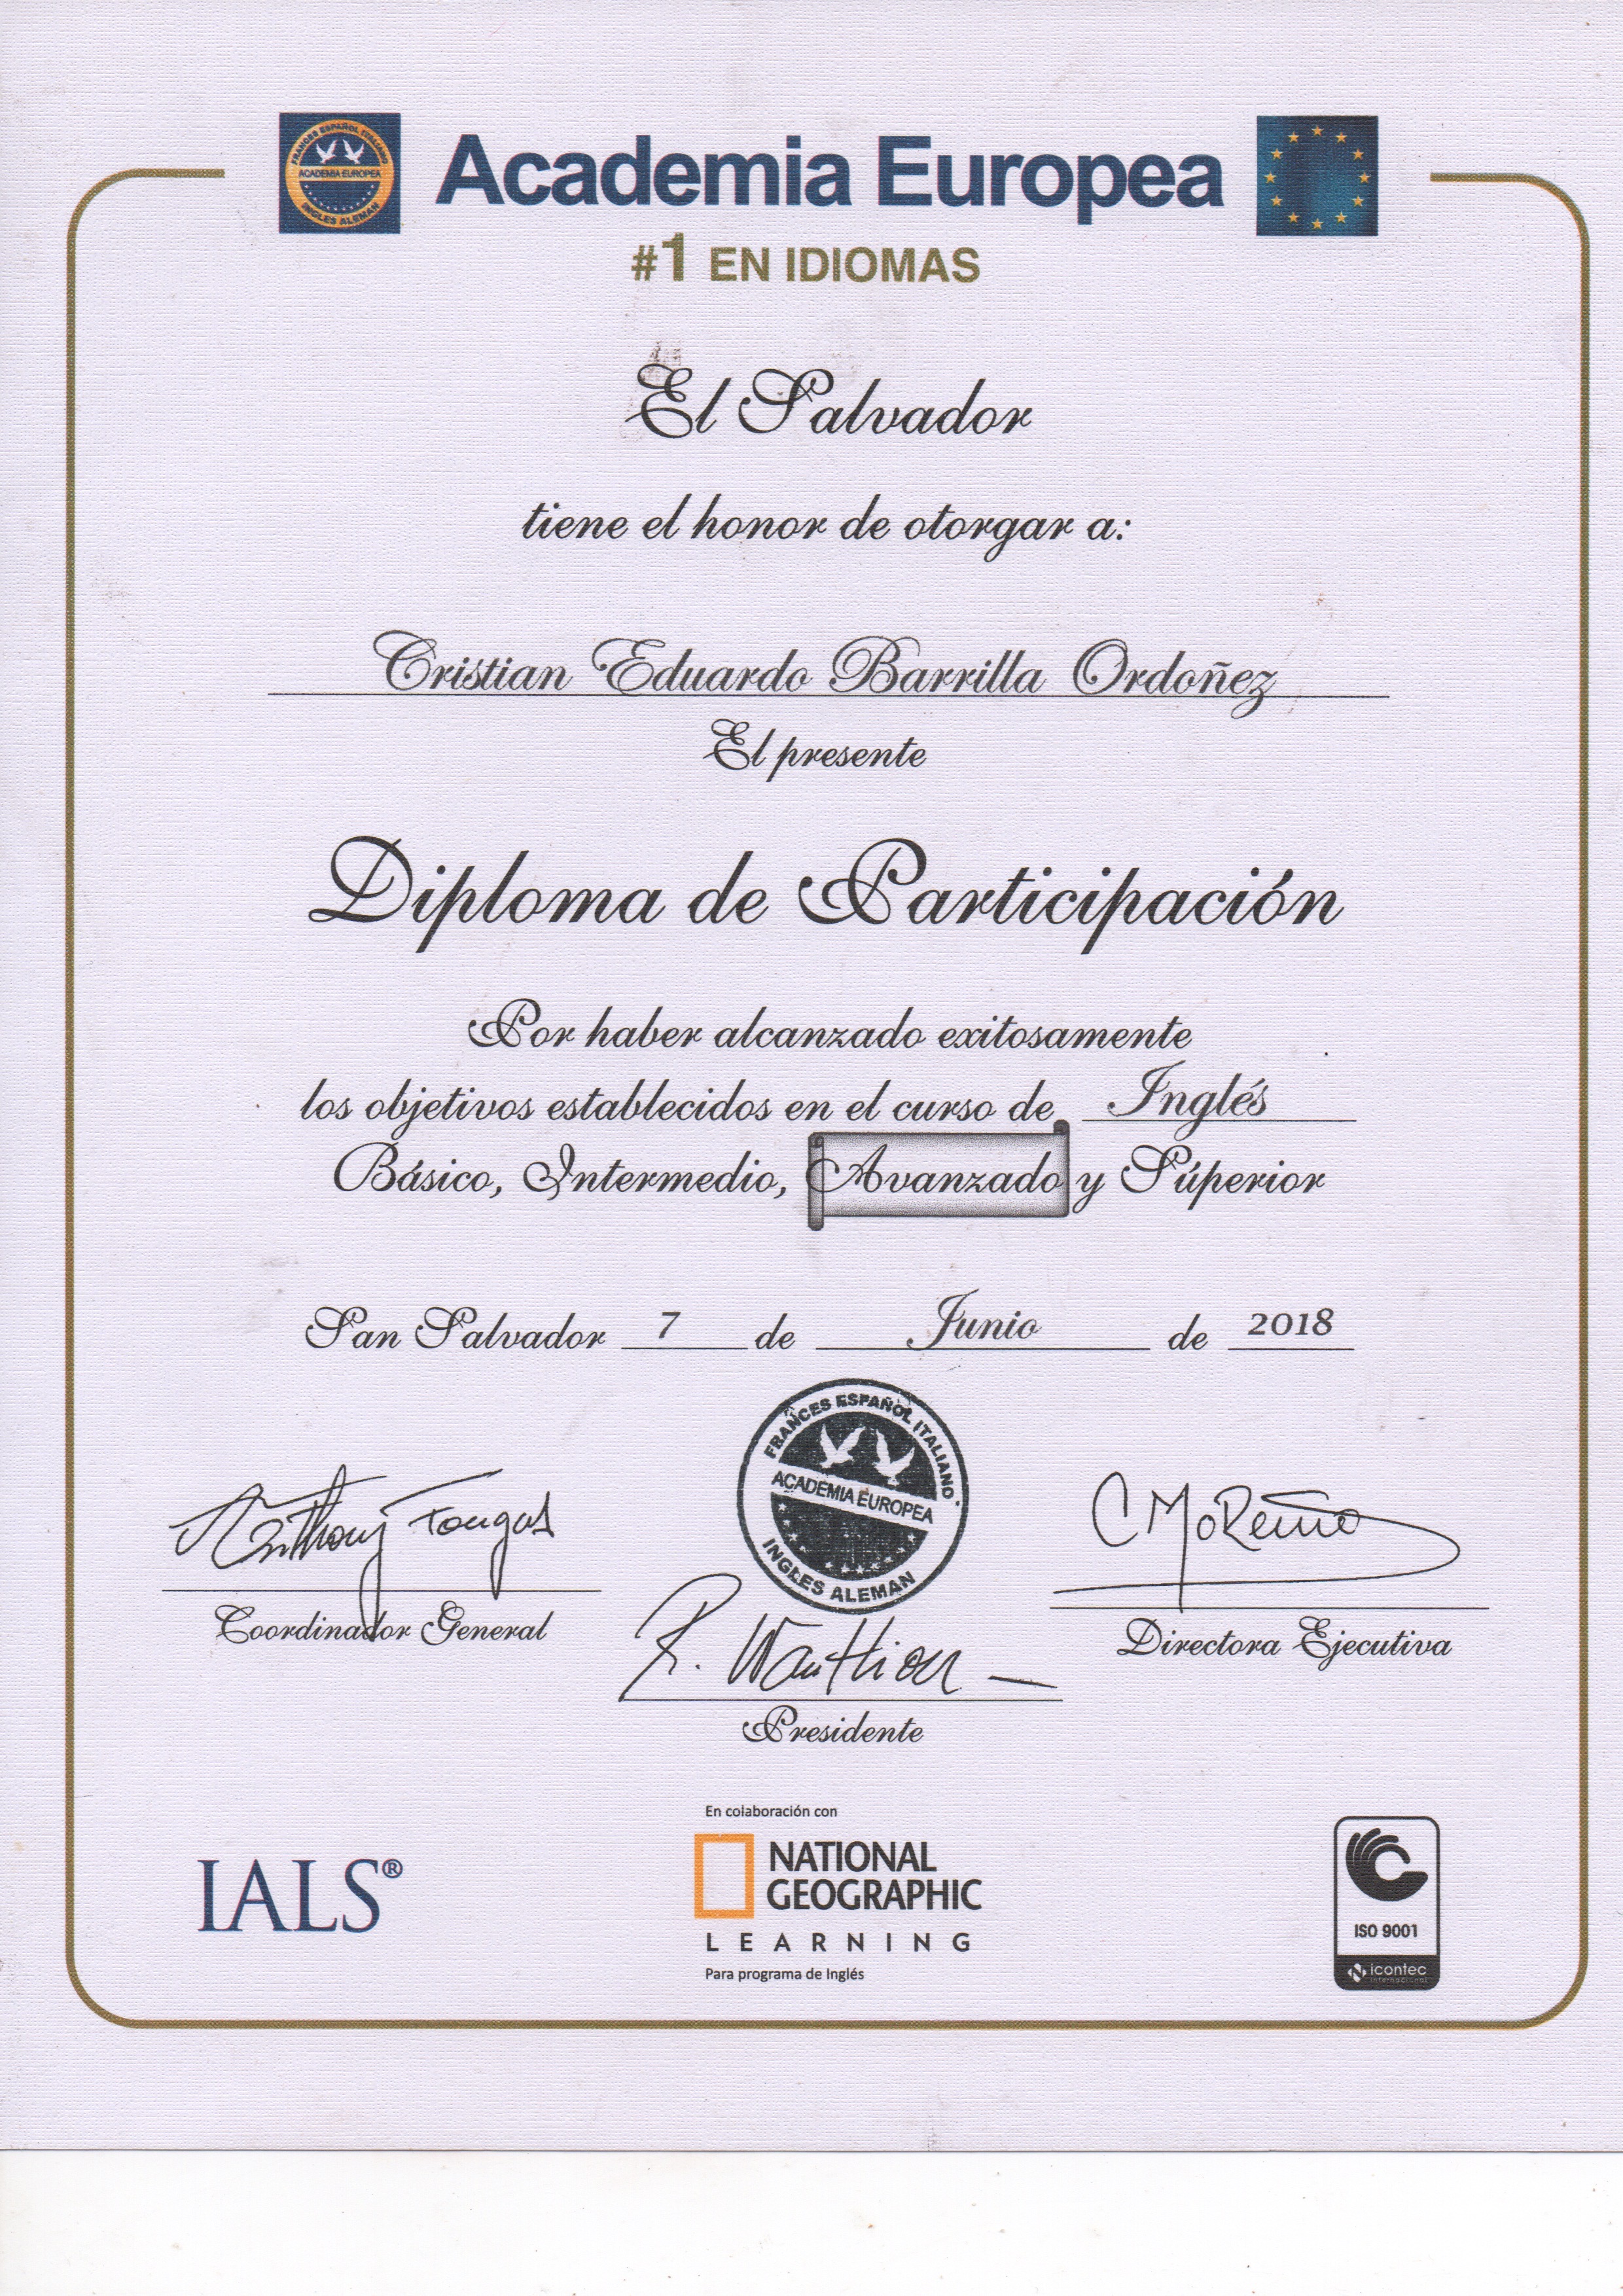 FRANCES ESPAÑOL ITALIANO
ACADEMIA EUROPEA
INGLES ALEMAN
Academia Europea
#1 EN IDIOMAS
El Salvador
tiene el honor de otorgar a:
Cristian Eduardo Barrilla Ordoñez
El presente
Diploma de Participación
Por haber alcanzado exitosamente
los objetivos establecidos en el curso de Inglés
Básico, Intermedio, Avanzado y Súperior
San Salvador 7 de Junio de 2018
FRANCES ESPAÑOL ITALIANO
ACADEMIA EUROPEA
INGLES ALEMAN
Anthony
C Moreno
Coordinador General
Directora Ejecutiva
Presidente
En colaboración con
NATIONAL
GEOGRAPHIC
LEARNING
Para programa de Inglés
IALS®
ISO 9001
icontec
internacional